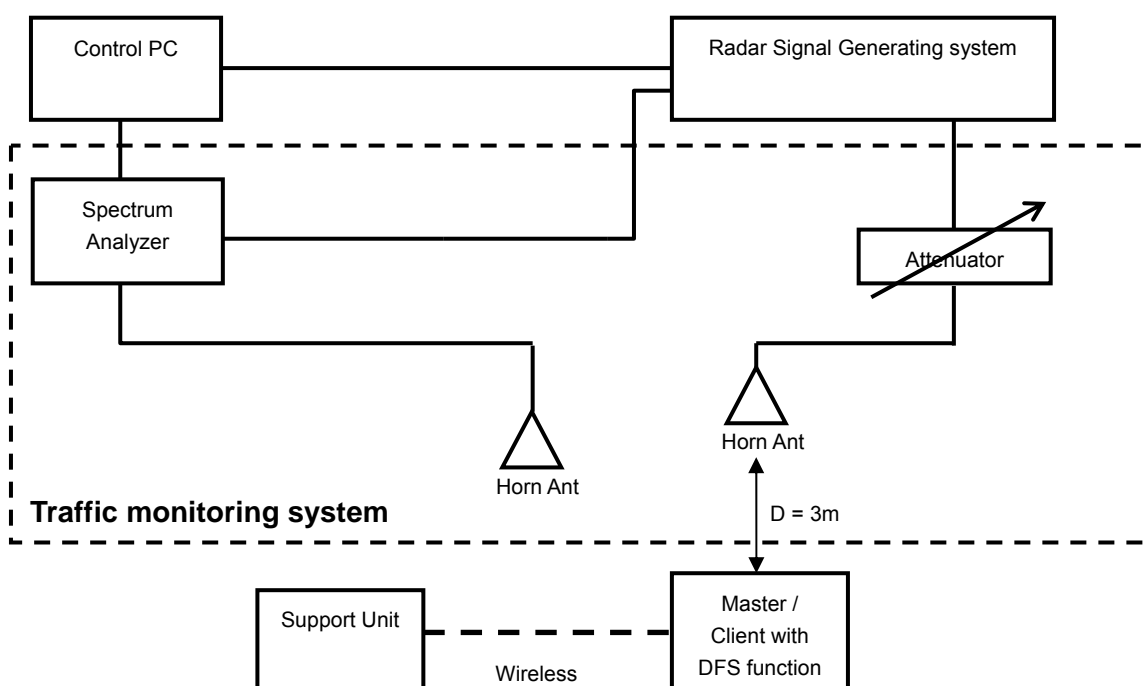 Control PC
Radar Signal Generating system
Spectrum
Analyzer
Attenuator
Horn Ant
Horn Ant
Traffic monitoring system
D = 3m
Support Unit
Wireless
Master /
Client with
DFS function